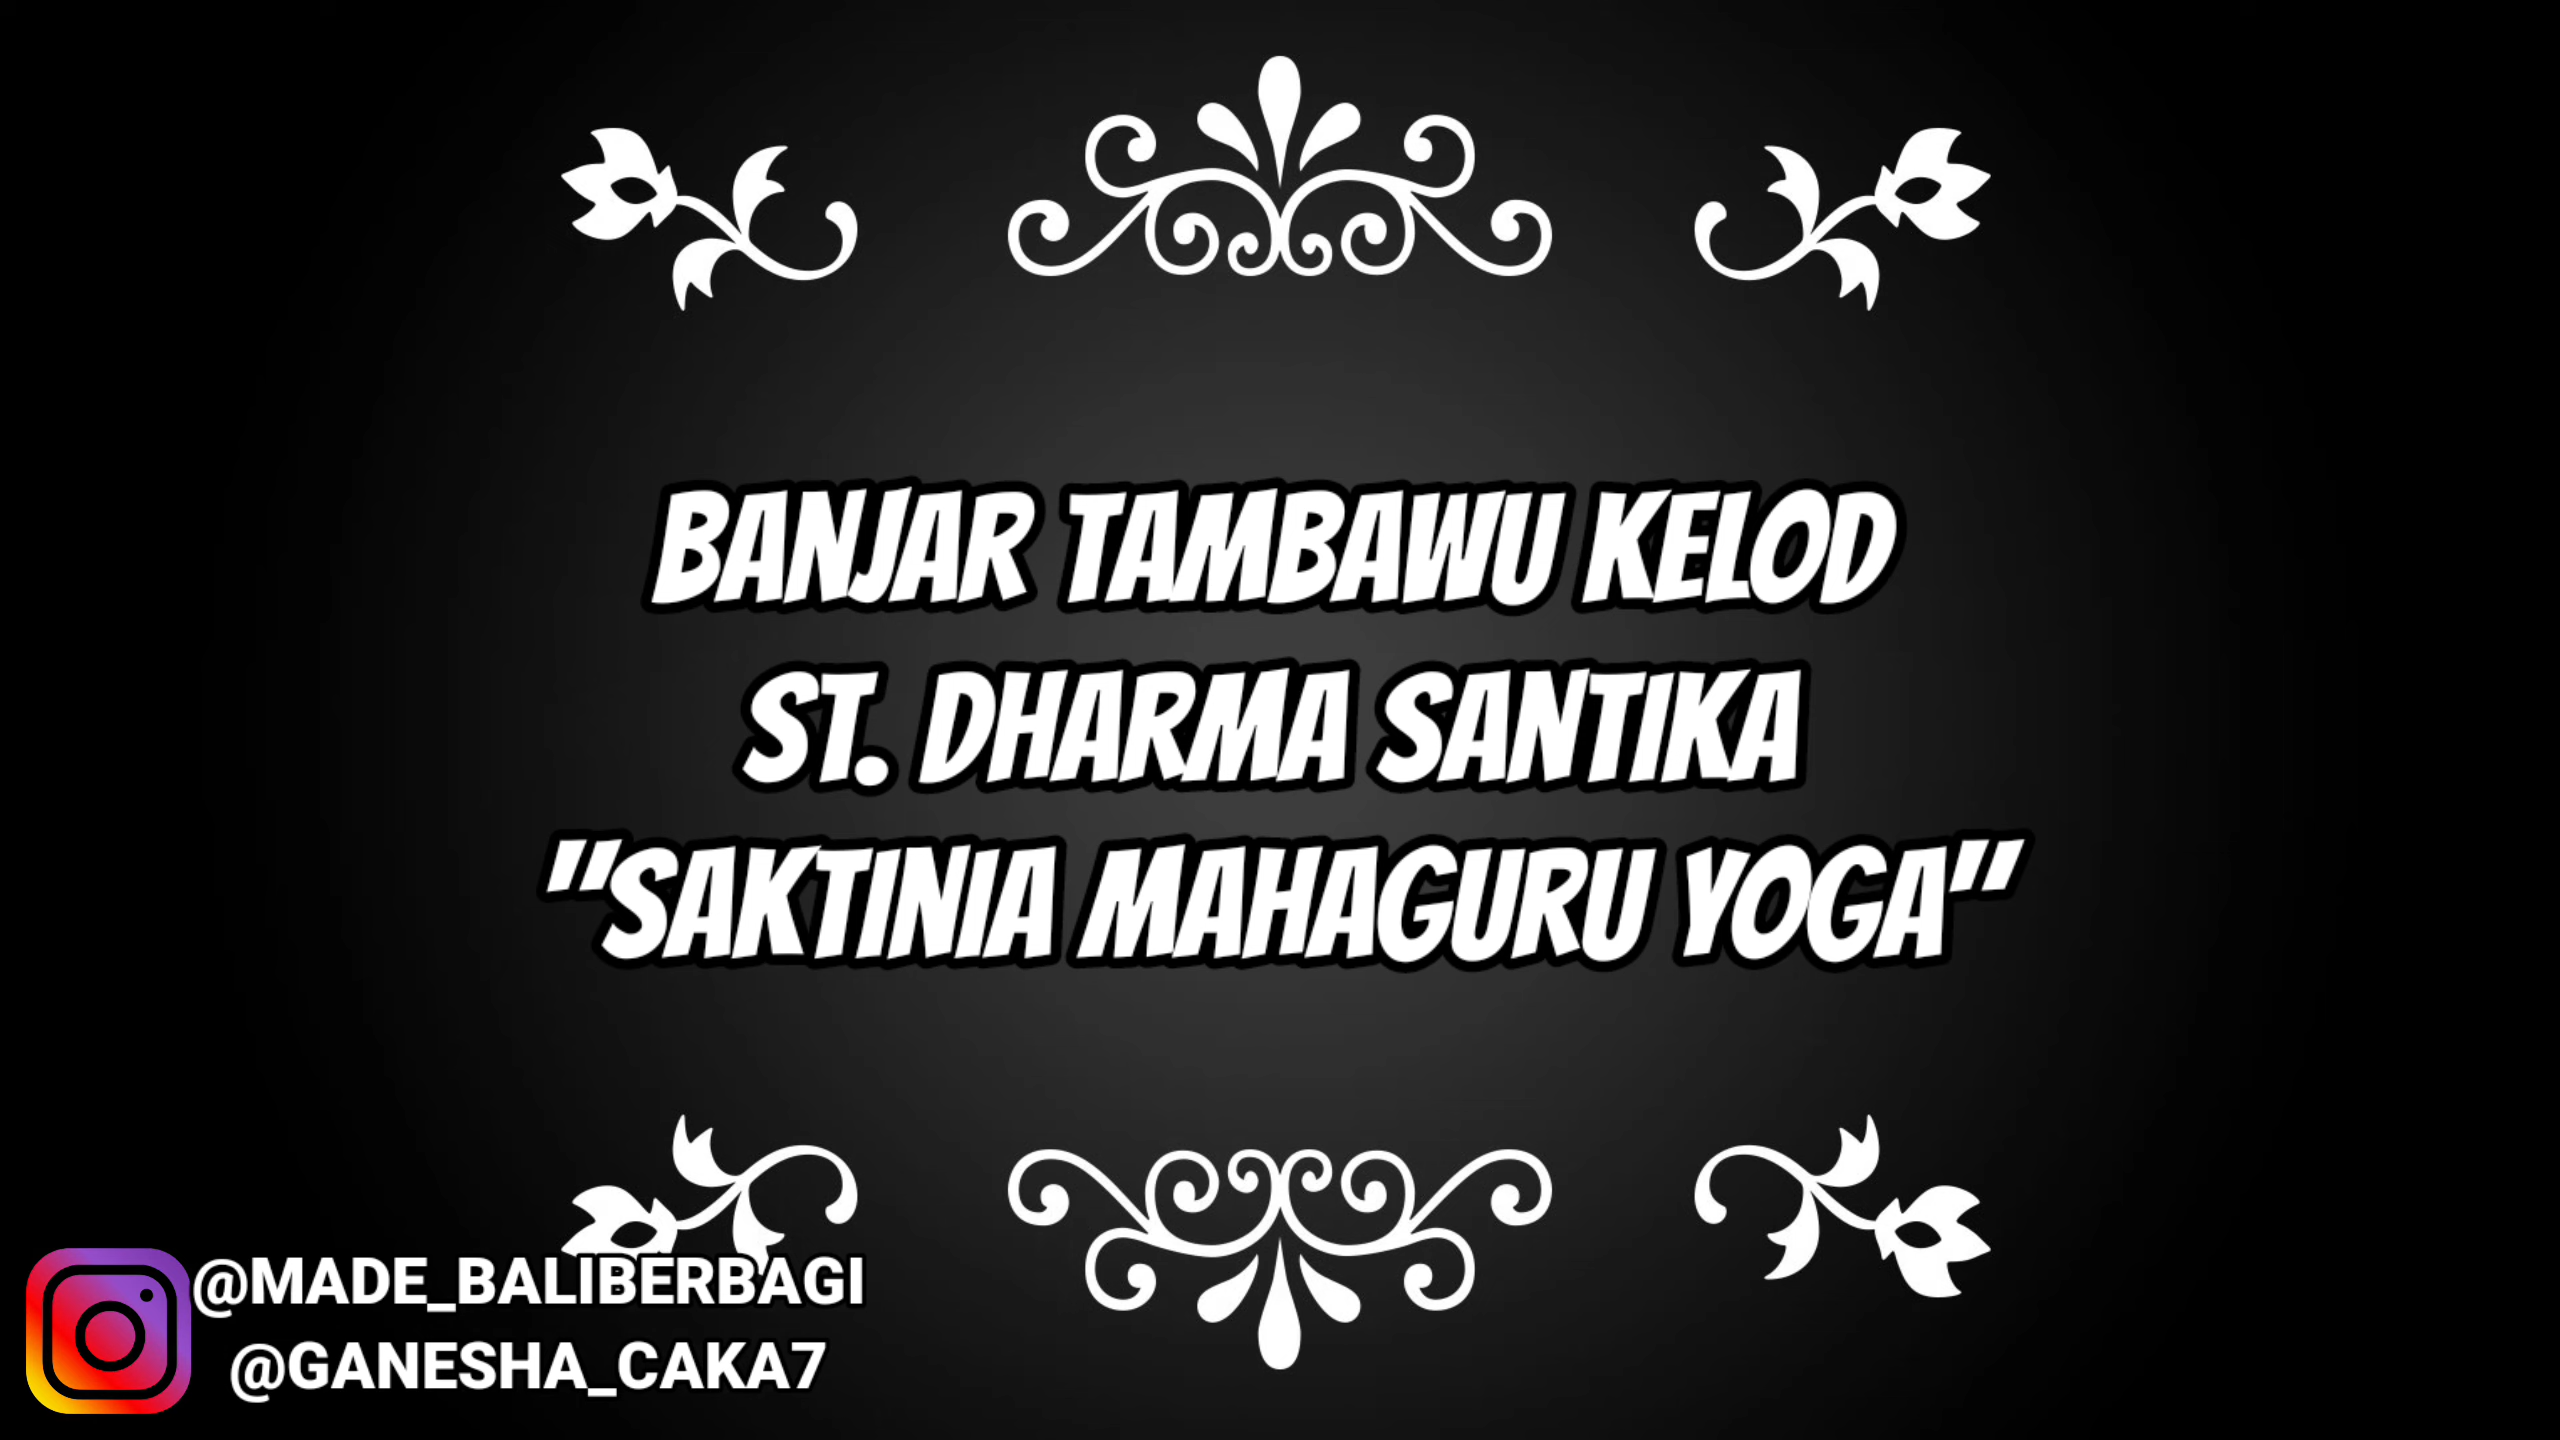 BANJAR TAMBAWU KELOD
ST. DHARMA SANTIKA
"SAKTINIA MAHAGURU YOGA"
@MADE_BALIBERBAGI
@GANESHA_CAKA7